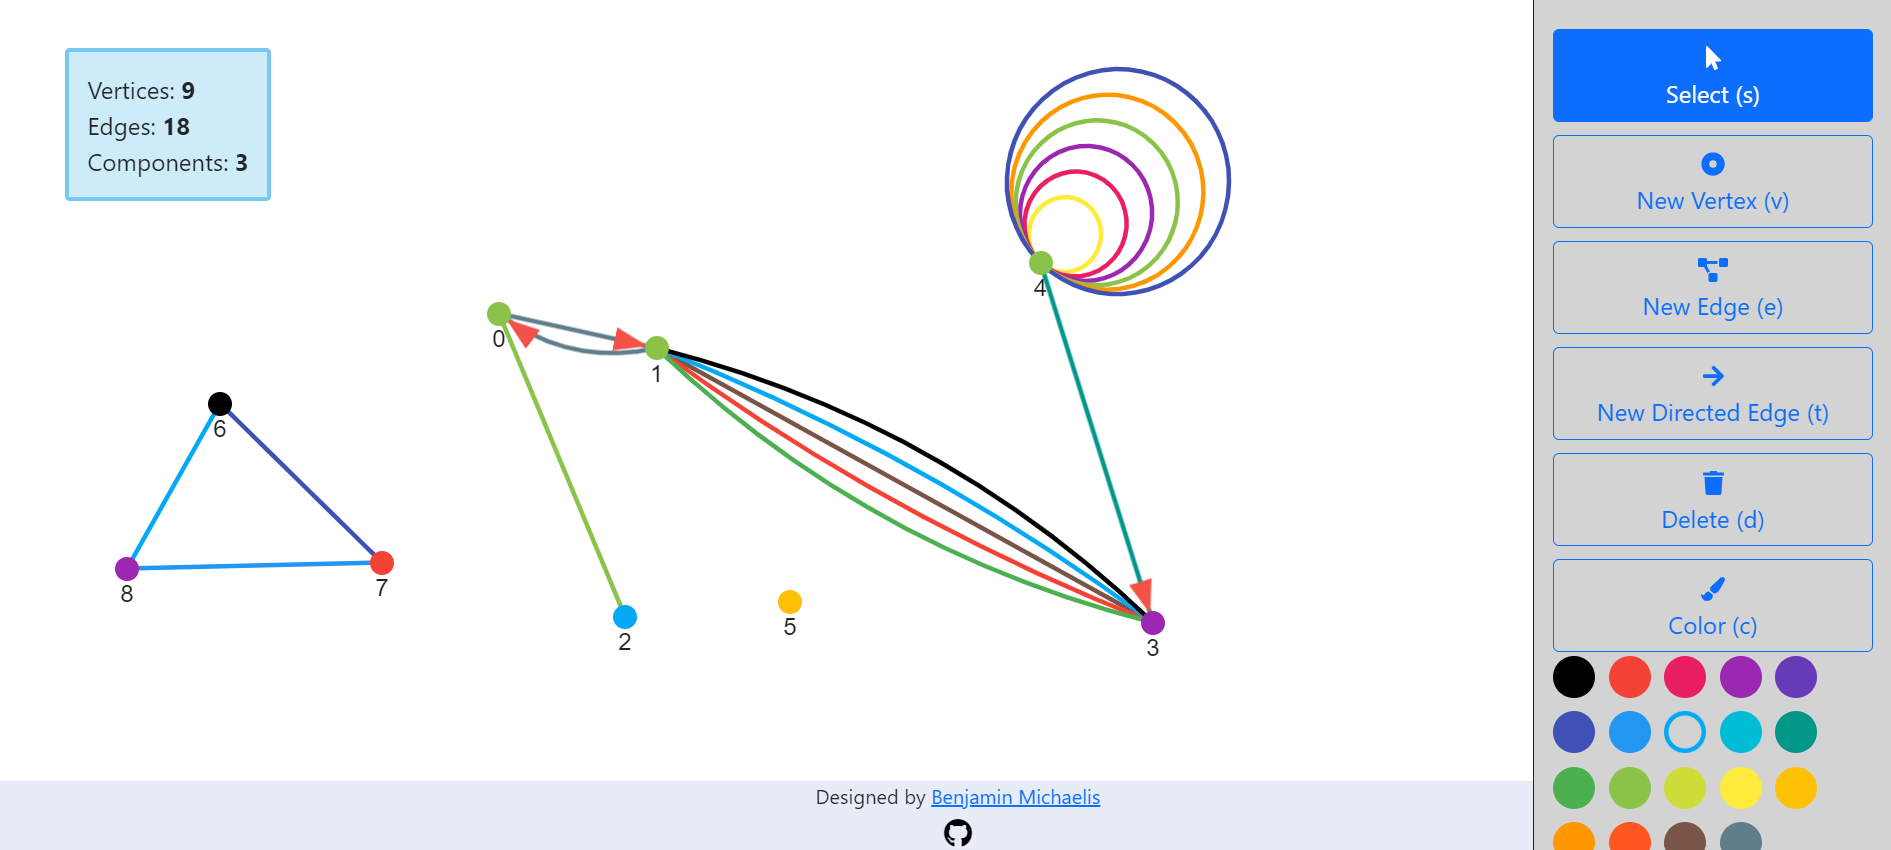 Vertices: 9
Edges: 18
Components: 3
0
1
2
3
4
5
6
7
8
Select (s)
New Vertex (v)
New Edge (e)
New Directed Edge (t)
Delete (d)
Color (c)
Designed by Benjamin Michaelis